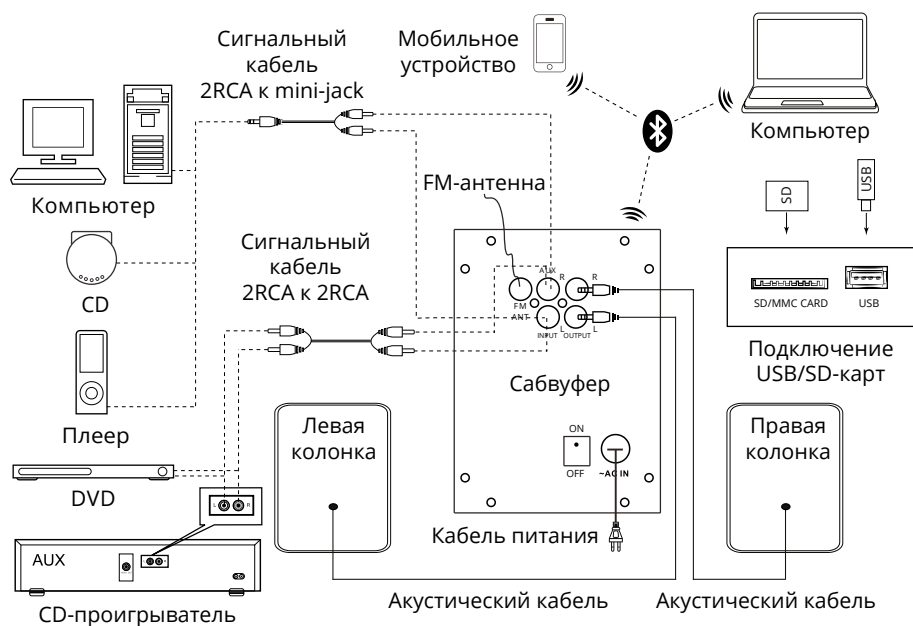 Сигнальный
кабель
2RCA к mini-jack
Мобильное
устройство
Компьютер
Компьютер
FM-антенна
SD
USB
CD
Сигнальный
кабель
2RCA к 2RCA
AUX
R
R
FM
ANT
L
L
INPUT
OUTPUT
SD/MMC CARD
USB
Подключение
USB/SD-карт
Плеер
Сабвуфер
Левая
колонка
Правая
колонка
ON
OFF
~AC IN
DVD
L
R
Кабель питания
AUX
CD-проигрыватель
Акустический кабель
Акустический кабель